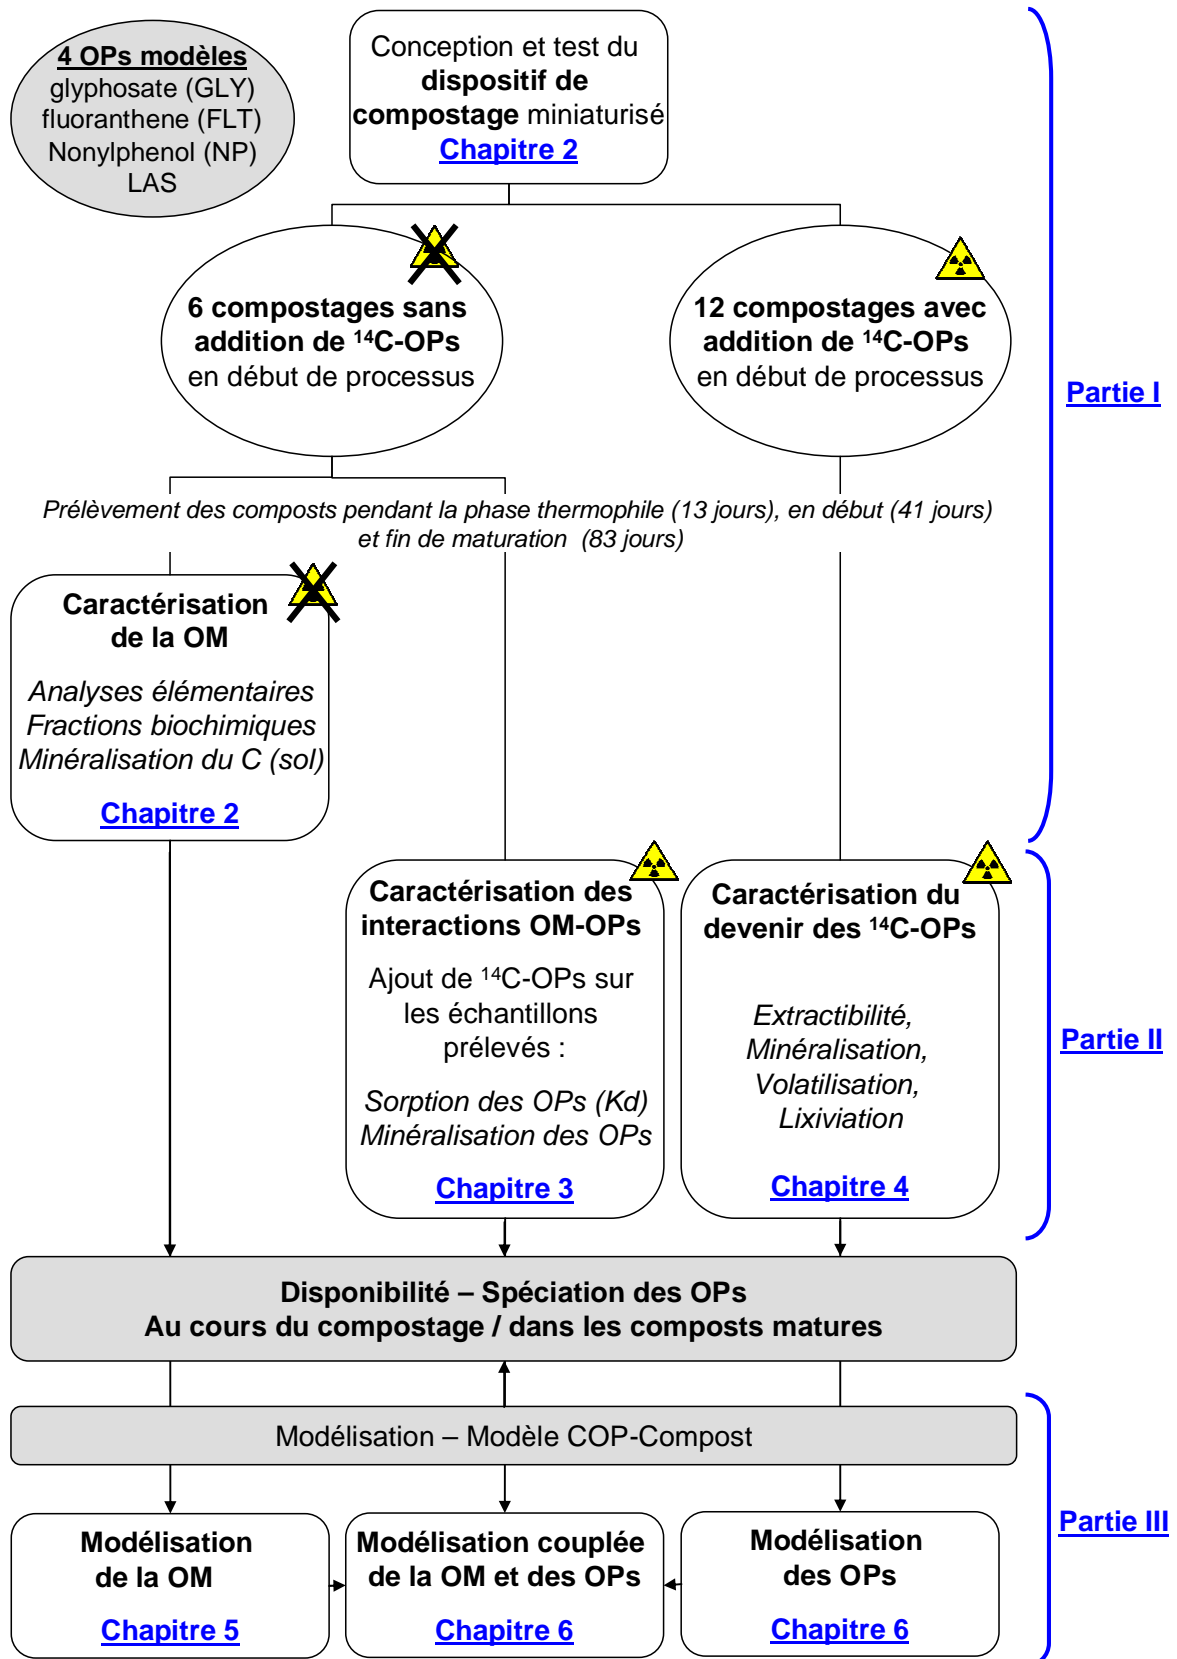 4 OPs modèles
glyphosate (GLY)
fluoranthene (FLT)
Nonylphenol (NP)
LAS
Conception et test du
dispositif de
compostage miniaturisé
Chapitre 2
6 compostages sans
addition de ¹⁴C-OPs
en début de processus
12 compostages avec
addition de ¹⁴C-OPs
en début de processus
Partie I
Prélèvement des composts pendant la phase thermophile (13 jours), en début (41 jours)
et fin de maturation (83 jours)
Caractérisation
de la OM
Analyses élémentaires
Fractions biochimiques
Minéralisation du C (sol)
Chapitre 2
Caractérisation des
interactions OM-OPs
Ajout de ¹⁴C-OPs sur
les échantillons
prélevés :
Sorption des OPs (Kd)
Minéralisation des OPs
Chapitre 3
Caractérisation du
devenir des ¹⁴C-OPs
Extractibilité,
Minéralisation,
Volatilisation,
Lixiviation
Chapitre 4
Partie II
Disponibilité – Spéciation des OPs
Au cours du compostage / dans les composts matures
Modélisation – Modèle COP-Compost
Modélisation
de la OM
Chapitre 5
Modélisation couplée
de la OM et des OPs
Chapitre 6
Modélisation
des OPs
Chapitre 6
Partie III